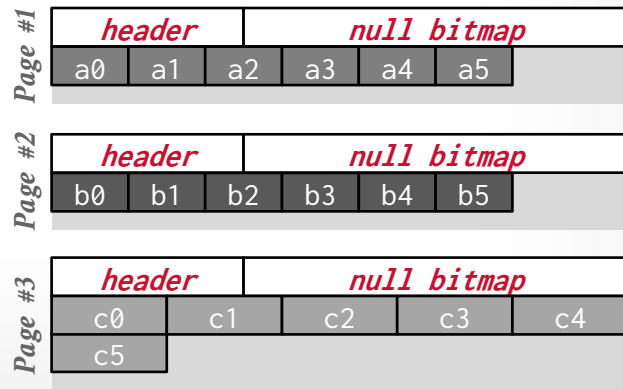 Page #1
header null bitmap
a0 a1 a2 a3 a4 a5
Page #2
header null bitmap
b0 b1 b2 b3 b4 b5
Page #3
header null bitmap
c0 c1 c2 c3 c4
c5